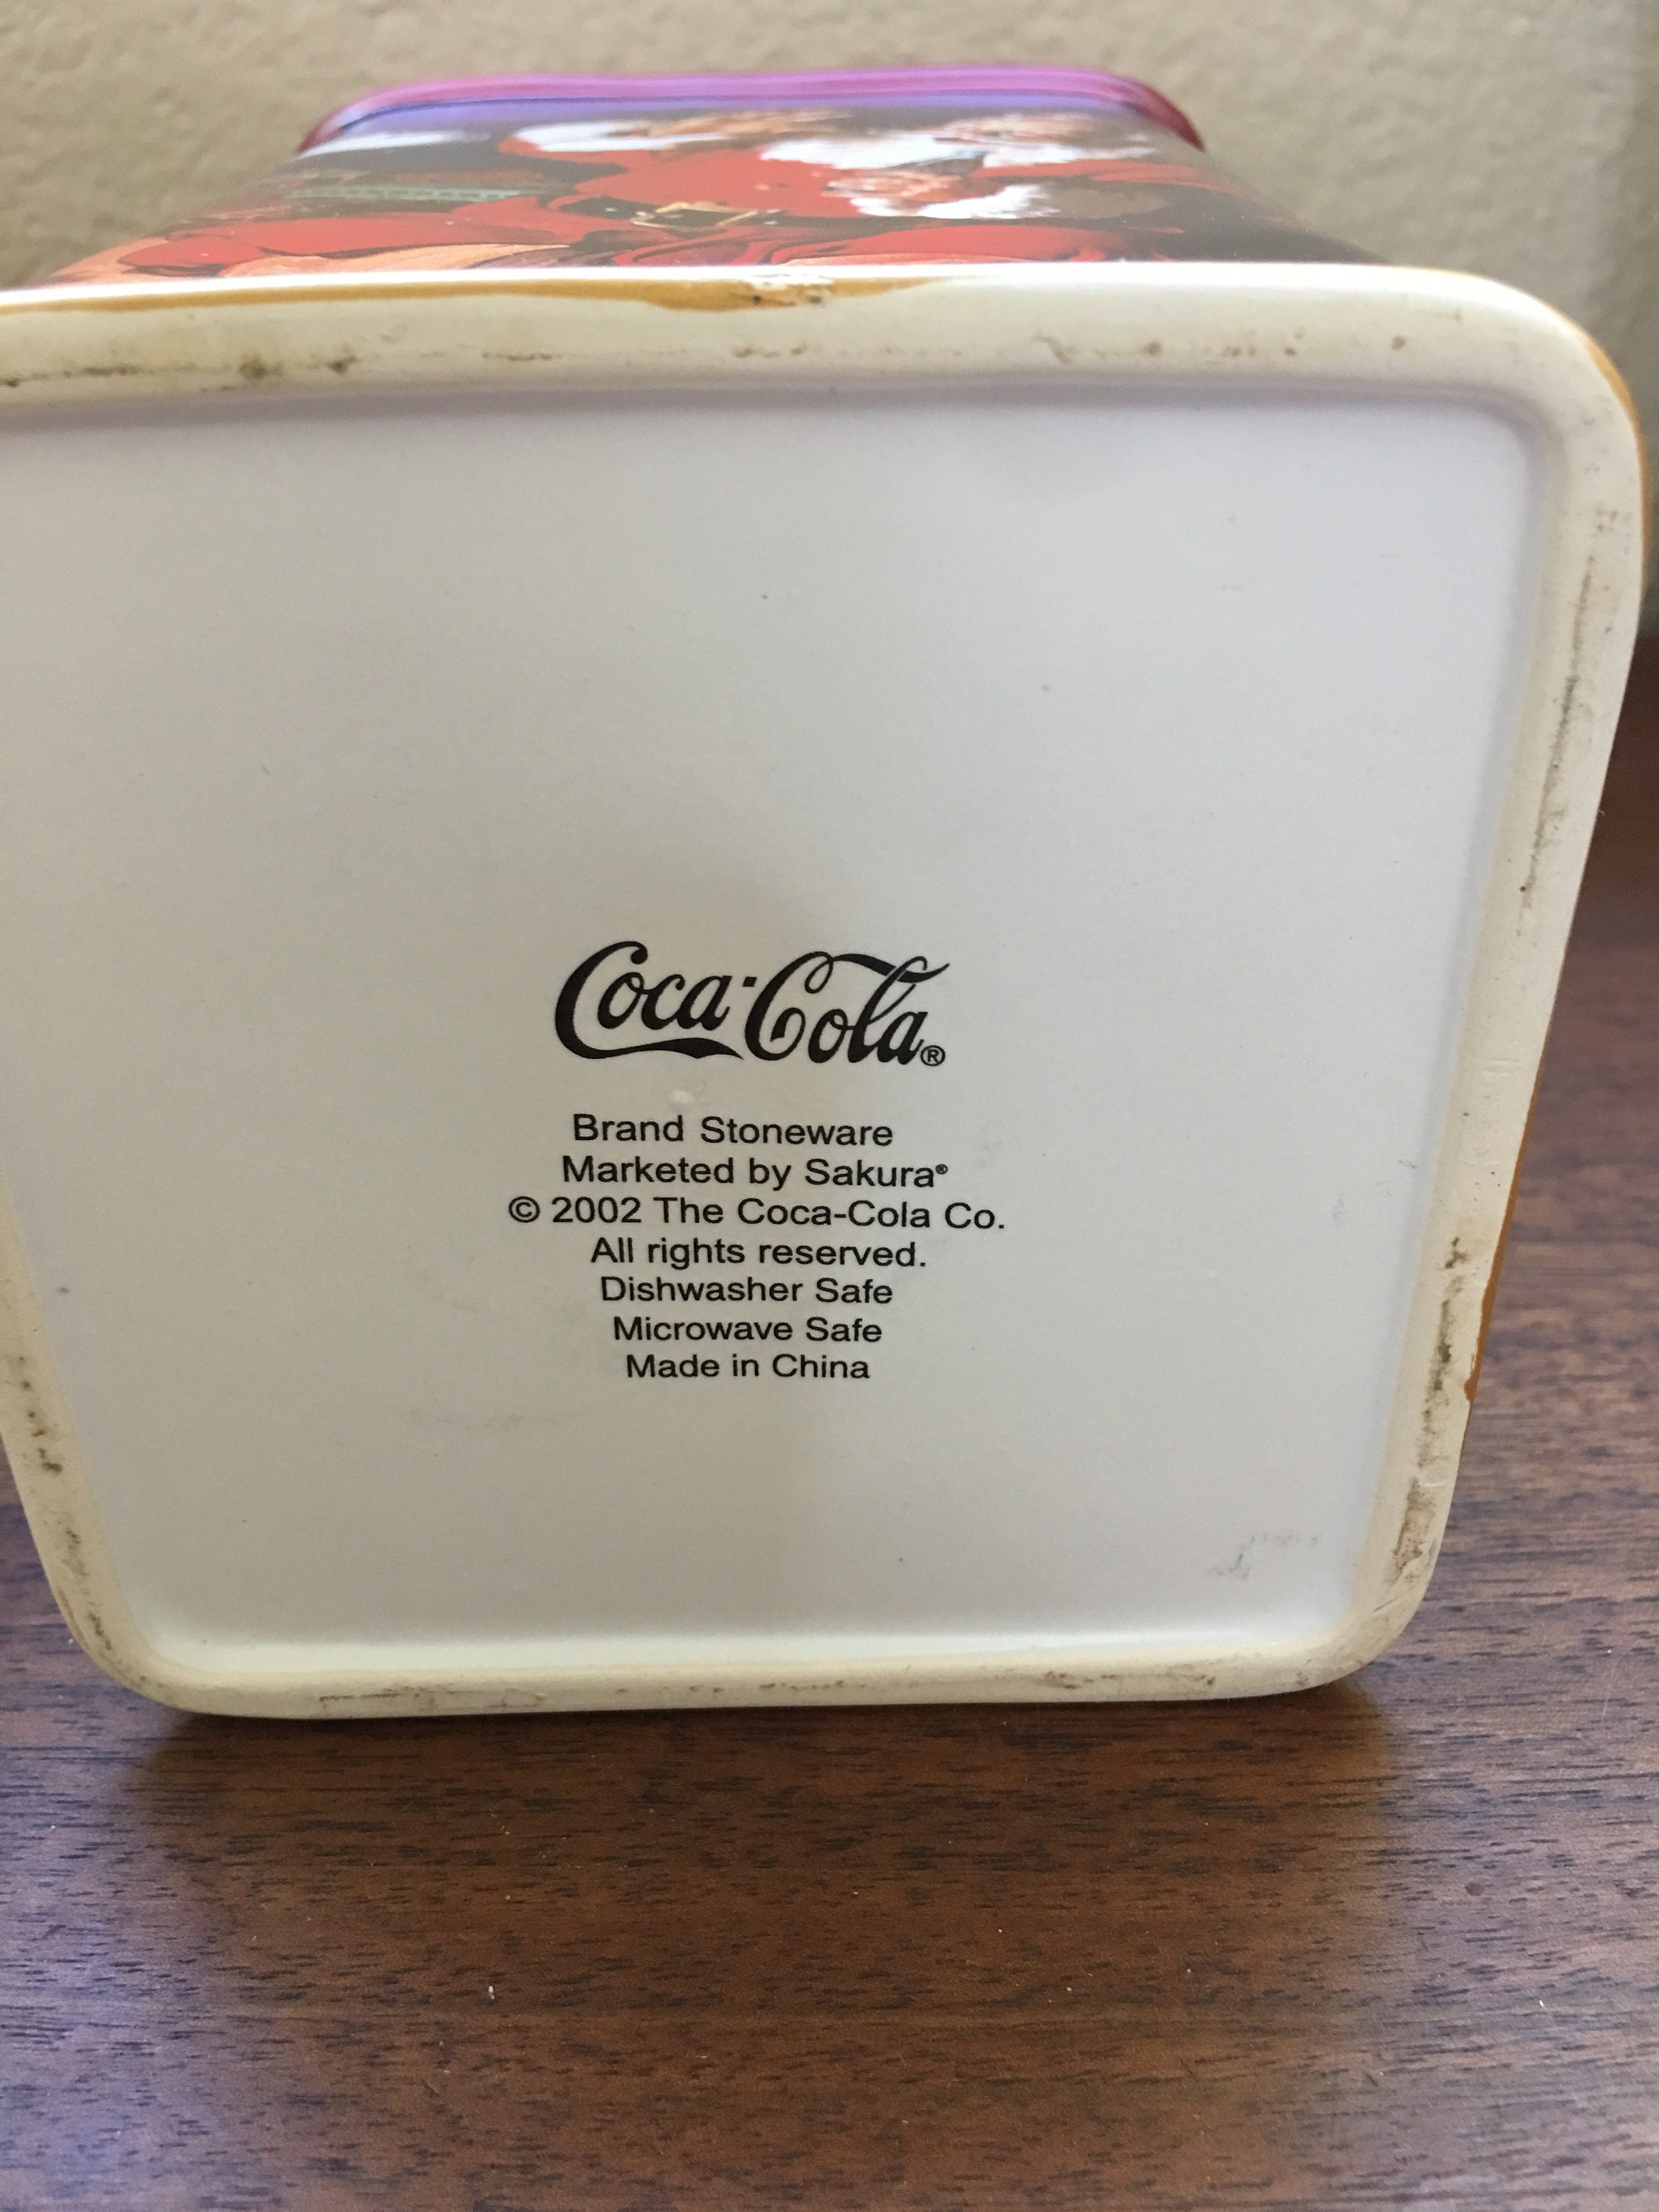 Coca-Cola®
Brand Stoneware
Marketed by Sakura®
© 2002 The Coca-Cola Co.
All rights reserved.
Dishwasher Safe
Microwave Safe
Made in China